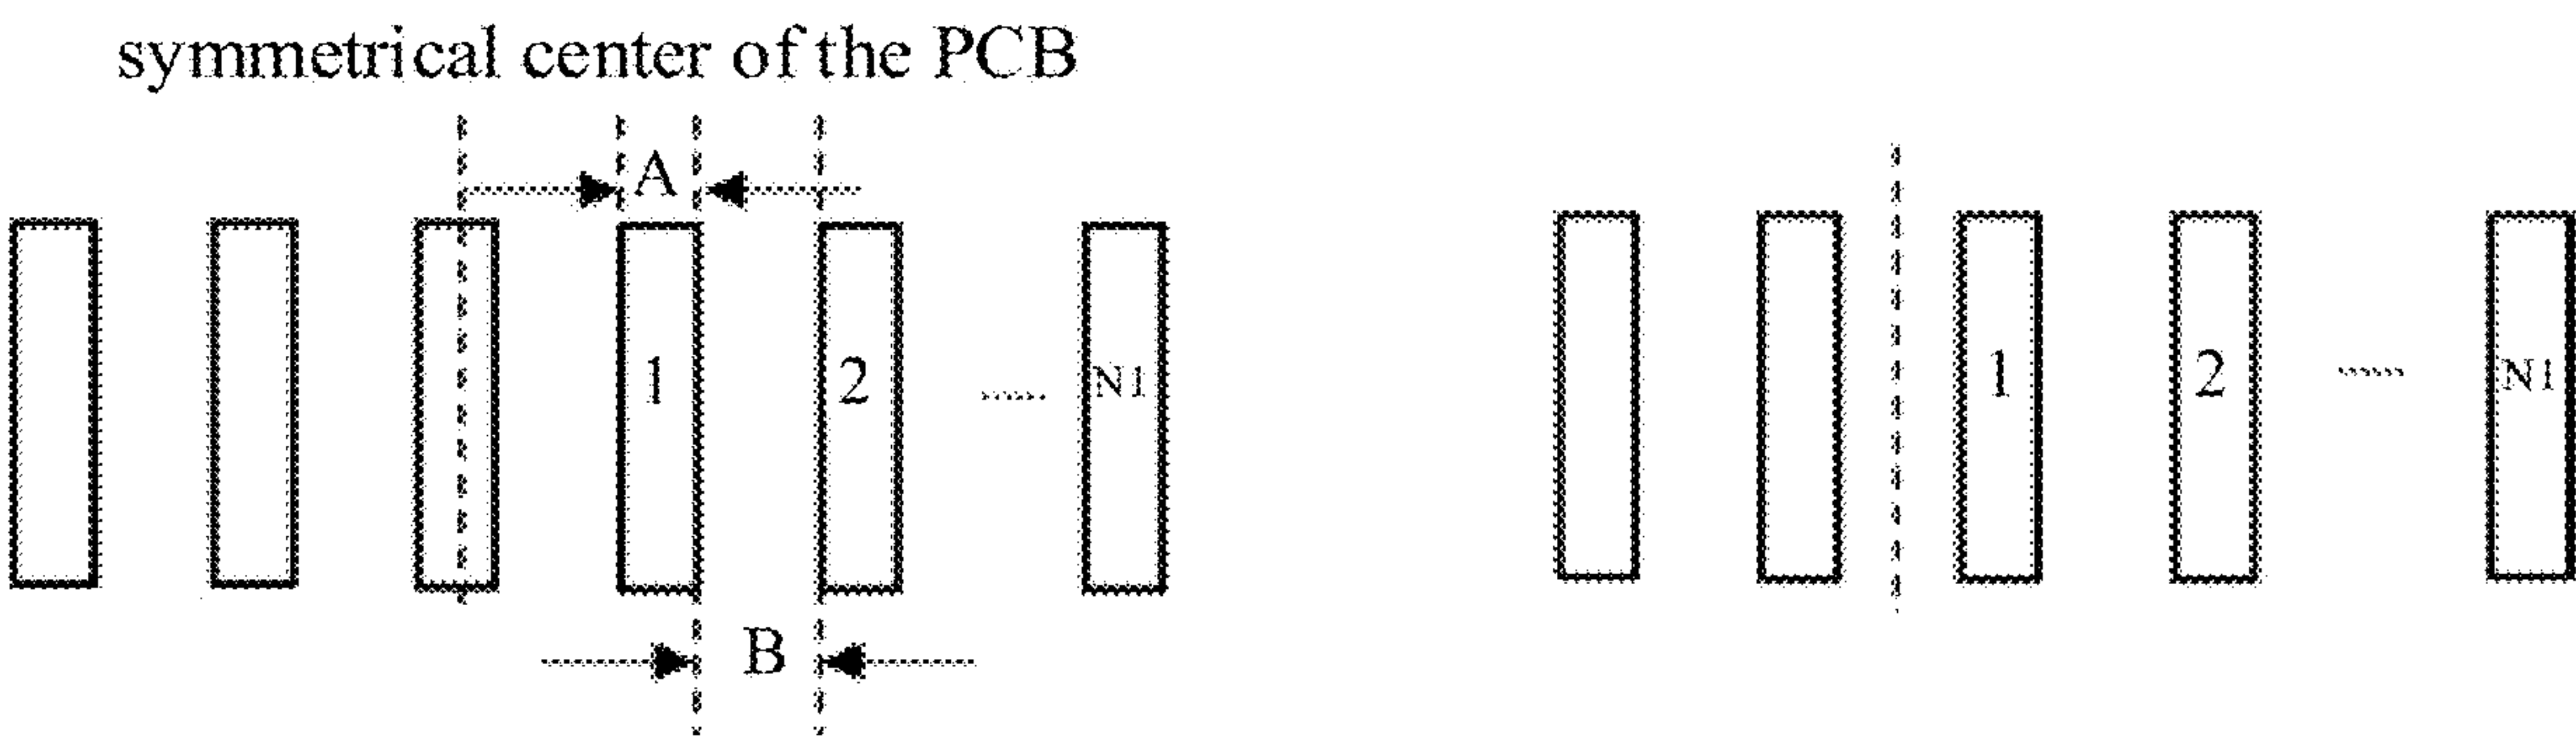 symmetrical center of the PCB
A
1 2 ...... N1
B
1 2 ...... N1